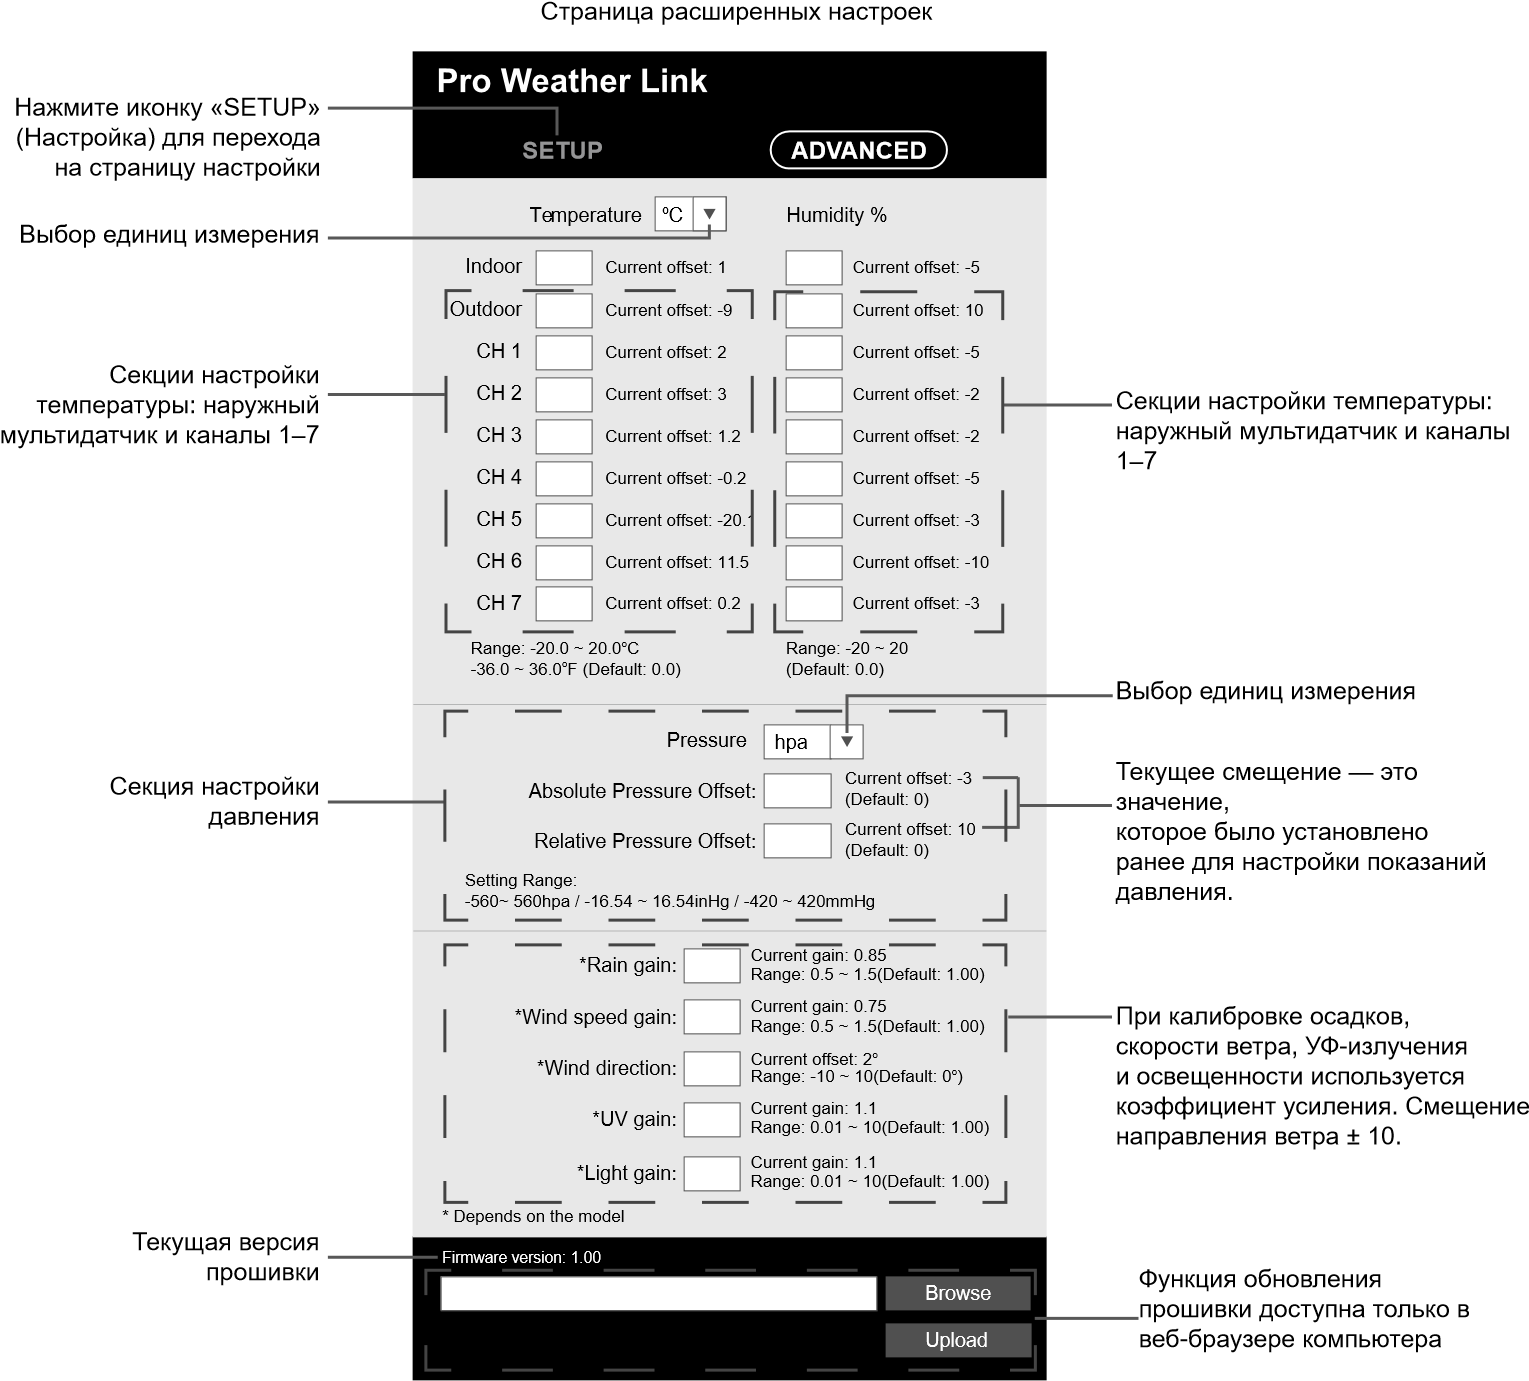 Страница расширенных настроек
Pro Weather Link
SETUP
ADVANCED
Нажмите иконку «SETUP»
(Настройка) для перехода
на страницу настройки
Выбор единиц измерения
Temperature ºC ▼
Humidity %
Indoor Current offset: 1 Current offset: -5
Outdoor Current offset: -9 Current offset: 10
CH 1 Current offset: 2 Current offset: -5
CH 2 Current offset: 3 Current offset: -2
CH 3 Current offset: 1.2 Current offset: -2
CH 4 Current offset: -0.2 Current offset: -5
CH 5 Current offset: -20.1 Current offset: -3
CH 6 Current offset: 11.5 Current offset: -10
CH 7 Current offset: 0.2 Current offset: -3
Range: -20.0 ~ 20.0ºC
-36.0 ~ 36.0ºF (Default: 0.0)
Range: -20 ~ 20
(Default: 0.0)
Секции настройки
температуры: наружный
мультидатчик и каналы 1–7
Секции настройки температуры:
наружный мультидатчик и каналы
1–7
Выбор единиц измерения
Pressure hpa ▼
Absolute Pressure Offset: Current offset: -3
(Default: 0)
Relative Pressure Offset: Current offset: 10
(Default: 0)
Setting Range:
-560~ 560hpa / -16.54 ~ 16.54inHg / -420 ~ 420mmHg
Секция настройки
давления
Текущее смещение — это
значение,
которое было установлено
ранее для настройки показаний
давления.
*Rain gain: Current gain: 0.85
Range: 0.5 ~ 1.5(Default: 1.00)
*Wind speed gain: Current gain: 0.75
Range: 0.5 ~ 1.5(Default: 1.00)
*Wind direction: Current offset: 2°
Range: -10 ~ 10(Default: 0°)
*UV gain: Current gain: 1.1
Range: 0.01 ~ 10(Default: 1.00)
*Light gain: Current gain: 1.1
Range: 0.01 ~ 10(Default: 1.00)
* Depends on the model
При калибровке осадков,
скорости ветра, УФ-излучения
и освещенности используется
коэффициент усиления. Смещение
направления ветра ± 10.
Текущая версия
прошивки
Firmware version: 1.00
Browse
Upload
Функция обновления
прошивки доступна только в
веб-браузере компьютера